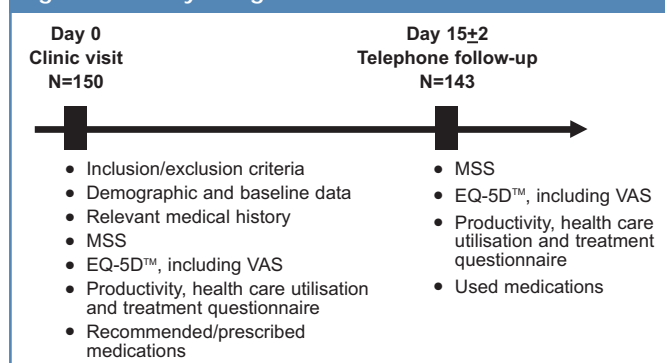 Day 0
Clinic visit
N=150
Day 15±2
Telephone follow-up
N=143
• Inclusion/exclusion criteria
• Demographic and baseline data
• Relevant medical history
• MSS
• EQ-5D™, including VAS
• Productivity, health care utilisation
and treatment questionnaire
• Recommended/prescribed
medications
• MSS
• EQ-5D™, including VAS
• Productivity, health care
utilisation and treatment
questionnaire
• Used medications